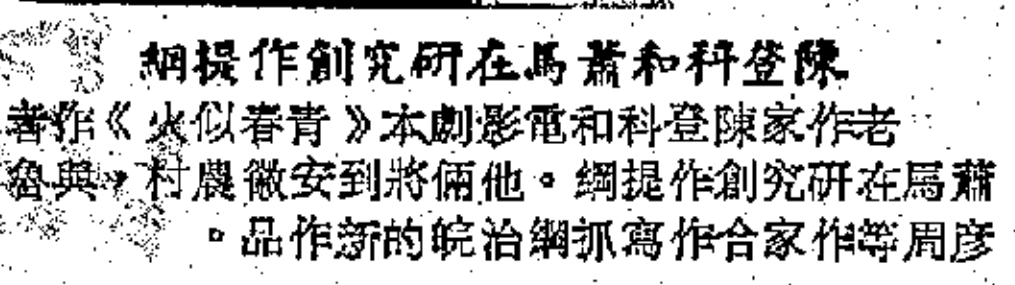 陳登科和蕭馬在研究創作提綱
老作家陳登科和電影劇本《青春似火》作者
蕭馬在研究創作提綱。他倆將到安徽農村，與魯
彦周等作家合作寫抓綱治皖的新作品。